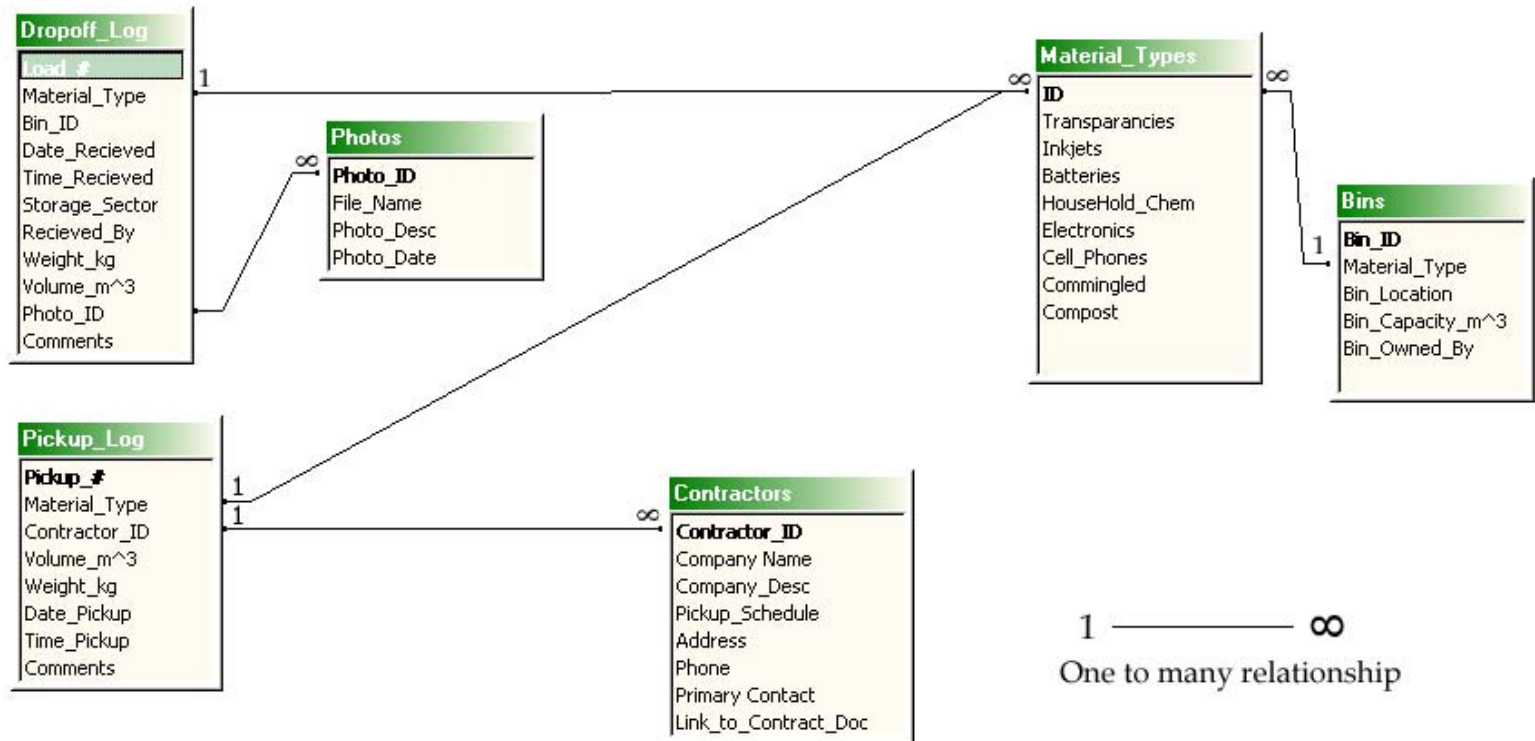 Dropoff_Log
Load_#
Material_Type
Bin_ID
Date_Recieved
Time_Recieved
Storage_Sector
Recieved_By
Weight_kg
Volume_m^3
Photo_ID
Comments
1
∞
Photos
Photo_ID
File_Name
Photo_Desc
Photo_Date
∞
Material_Types
ID
Transparancies
Inkjets
Batteries
HouseHold_Chem
Electronics
Cell_Phones
Commingled
Compost
∞
1
Bins
Bin_ID
Material_Type
Bin_Location
Bin_Capacity_m^3
Bin_Owned_By
Pickup_Log
Pickup_#
Material_Type
Contractor_ID
Volume_m^3
Weight_kg
Date_Pickup
Time_Pickup
Comments
1
1
∞
Contractors
Contractor_ID
Company Name
Company_Desc
Pickup_Schedule
Address
Phone
Primary Contact
Link_to_Contract_Doc
1 ∞
One to many relationship